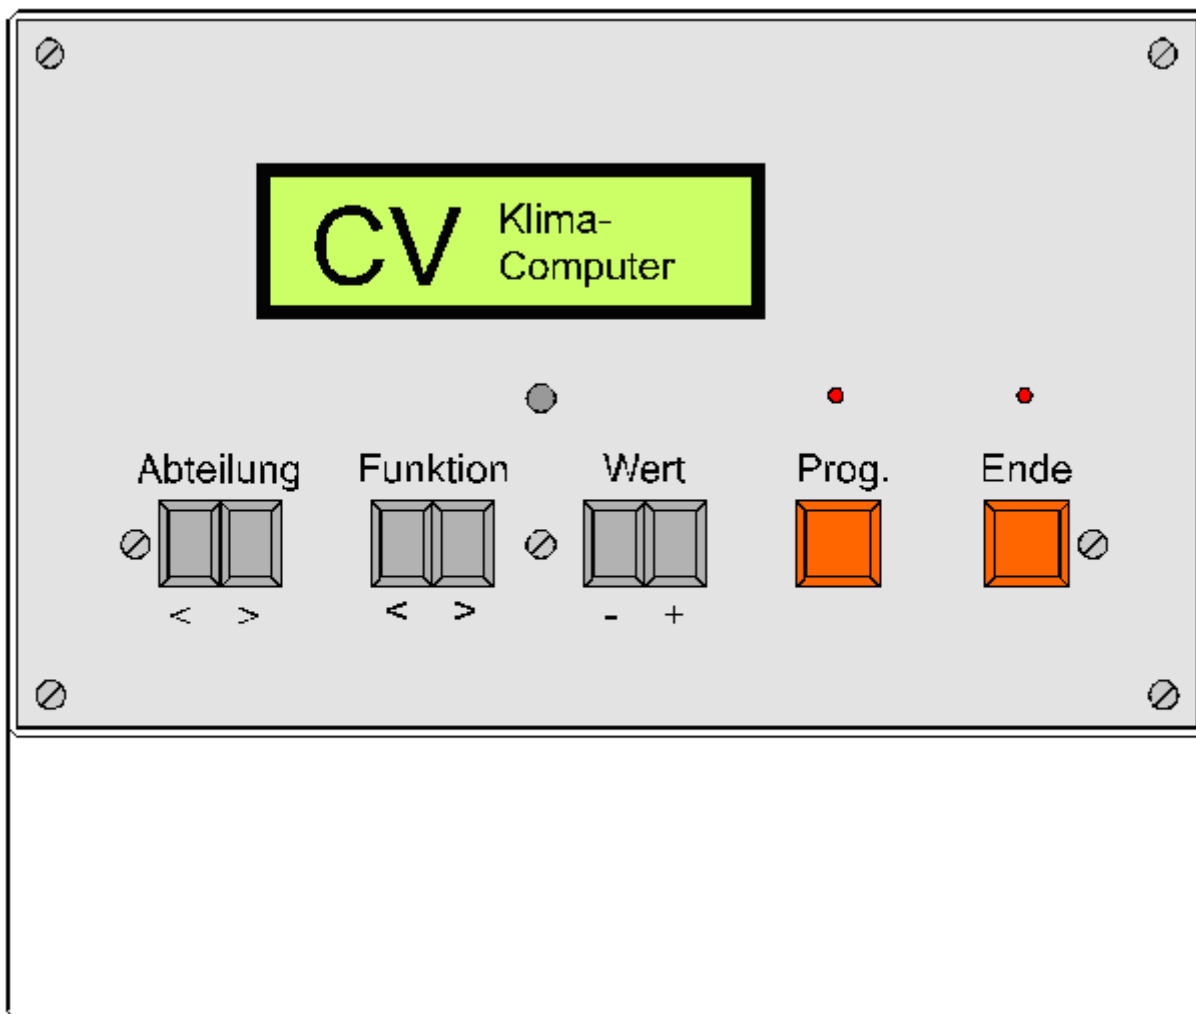 CV Klima-
Computer
Abteilung Funktion Wert Prog. Ende
< > < > - +